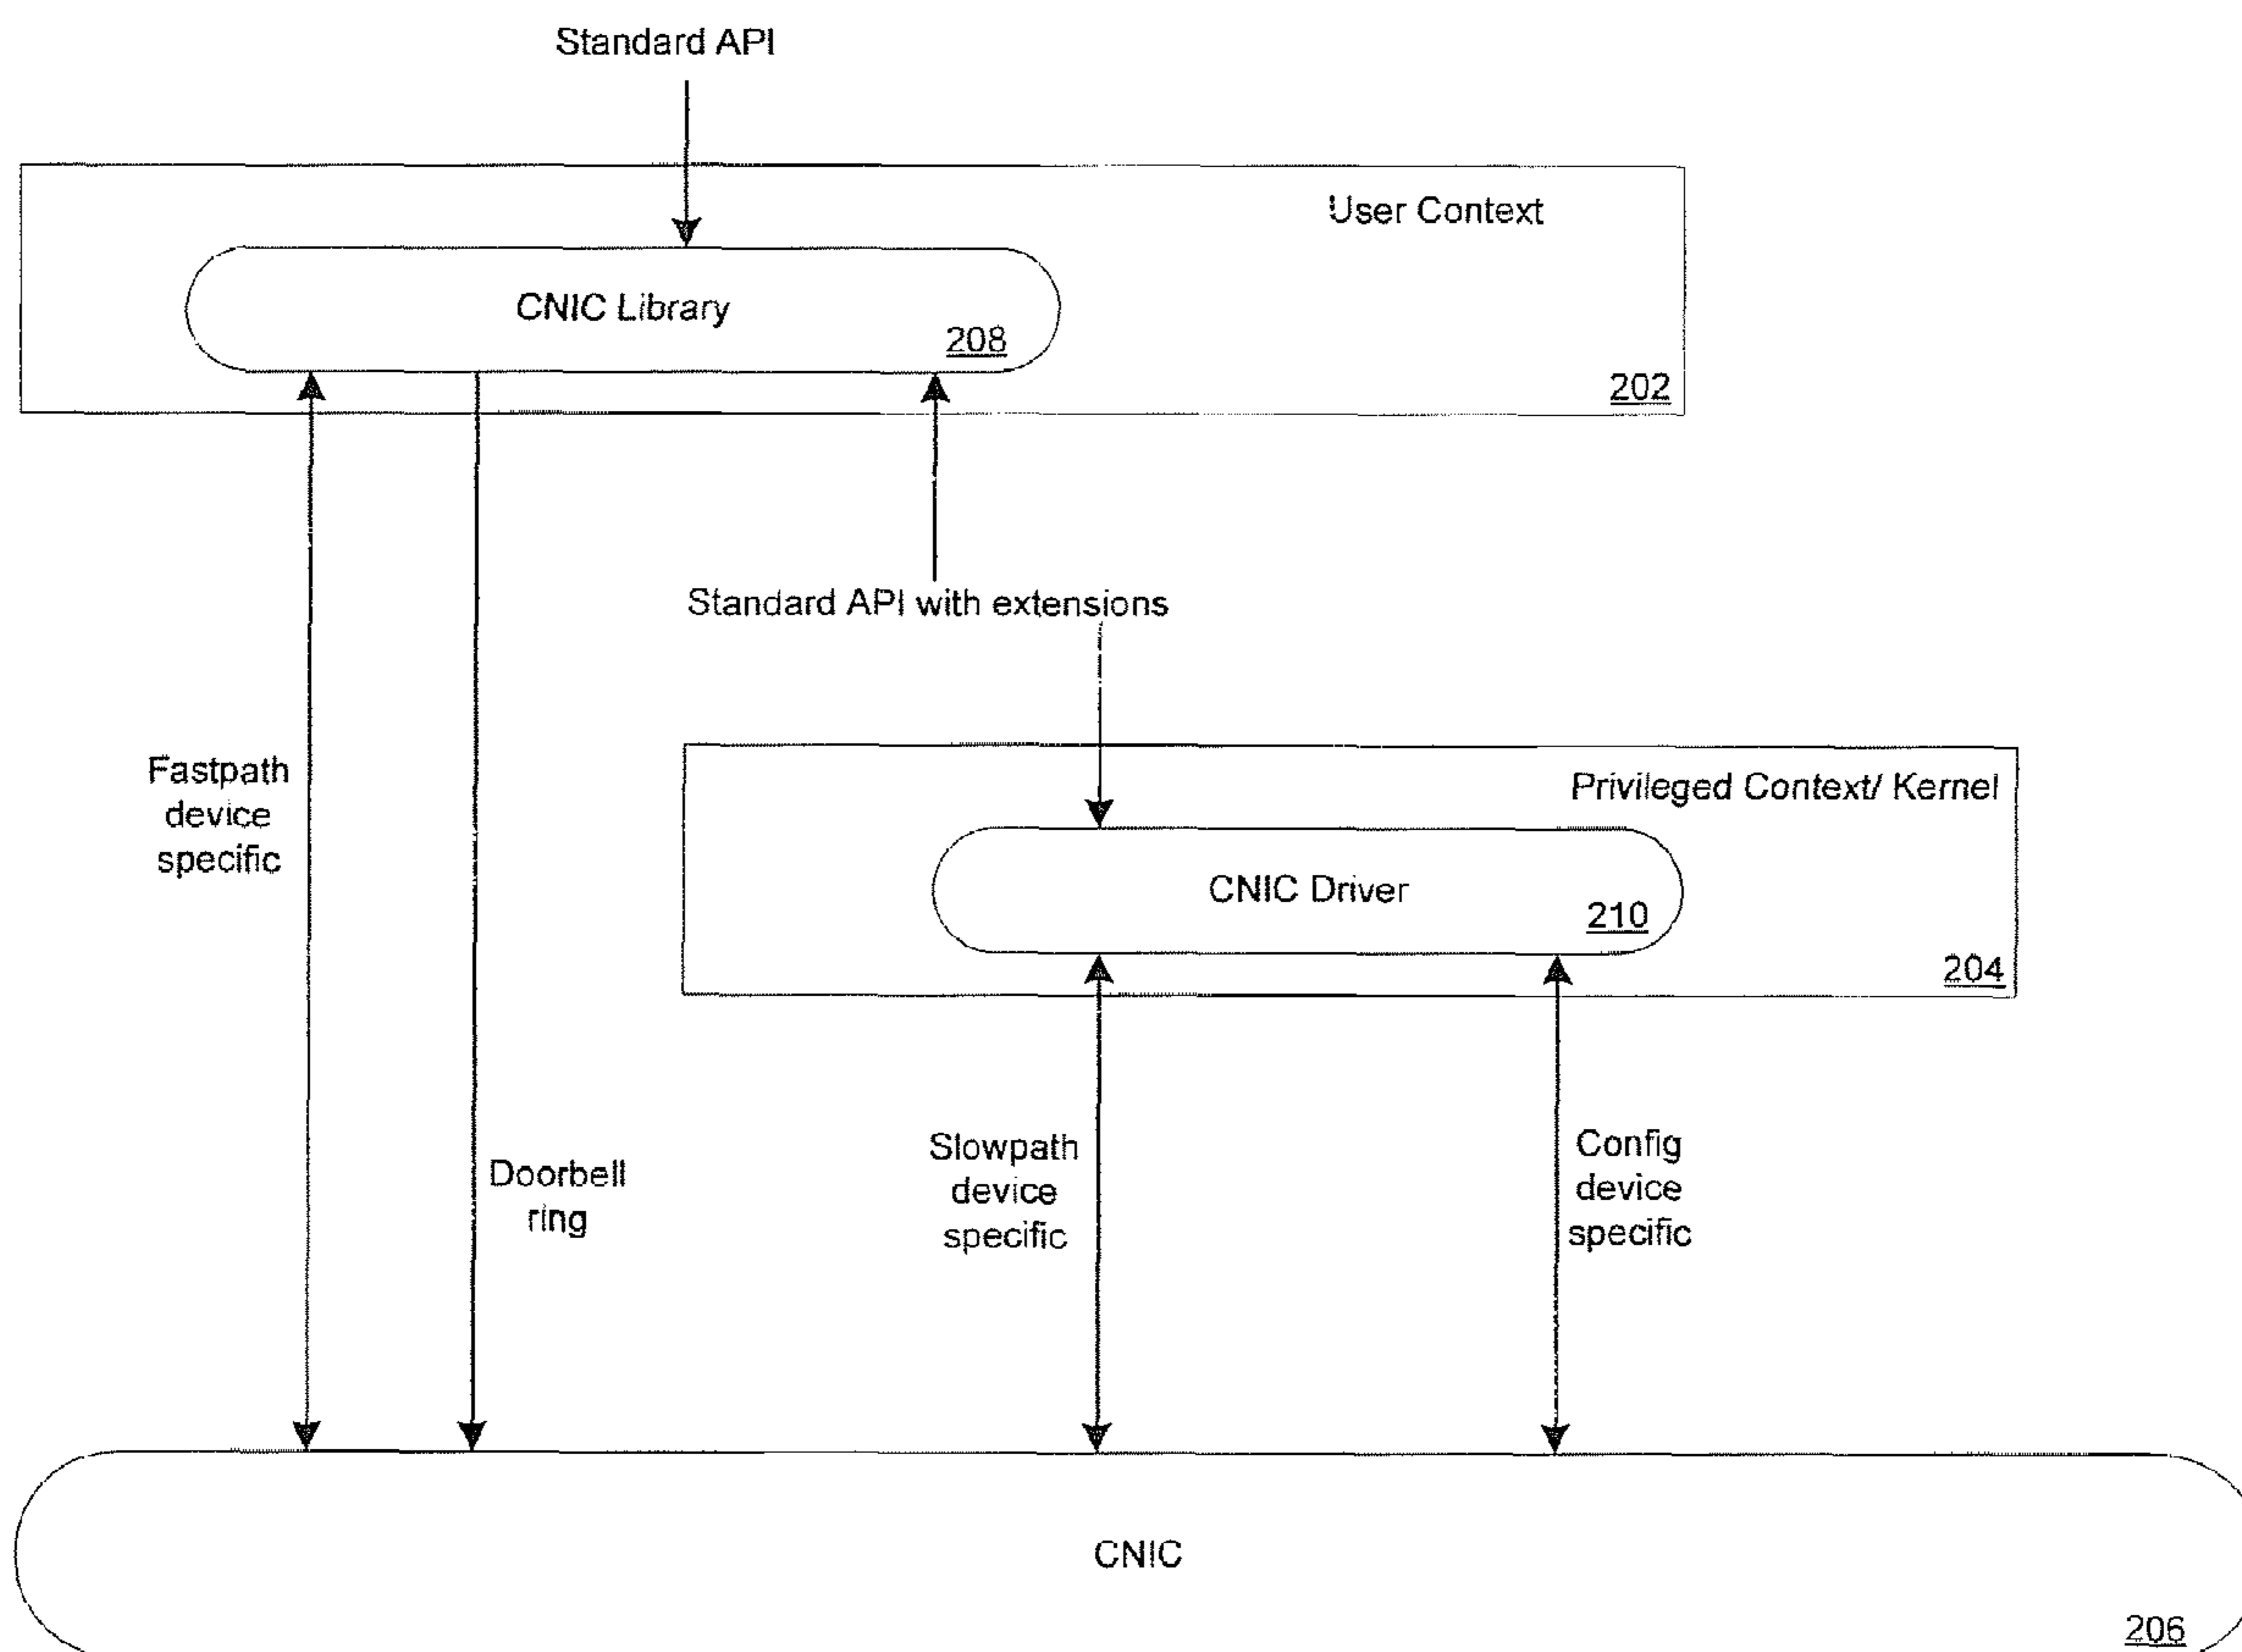 Standard API
User Context
CNIC Library
208
202
Standard API with extensions
Fastpath
device
specific
Privileged Context/ Kernel
CNIC Driver
210
204
Doorbell
ring
Slowpath
device
specific
Config
device
specific
CNIC
206